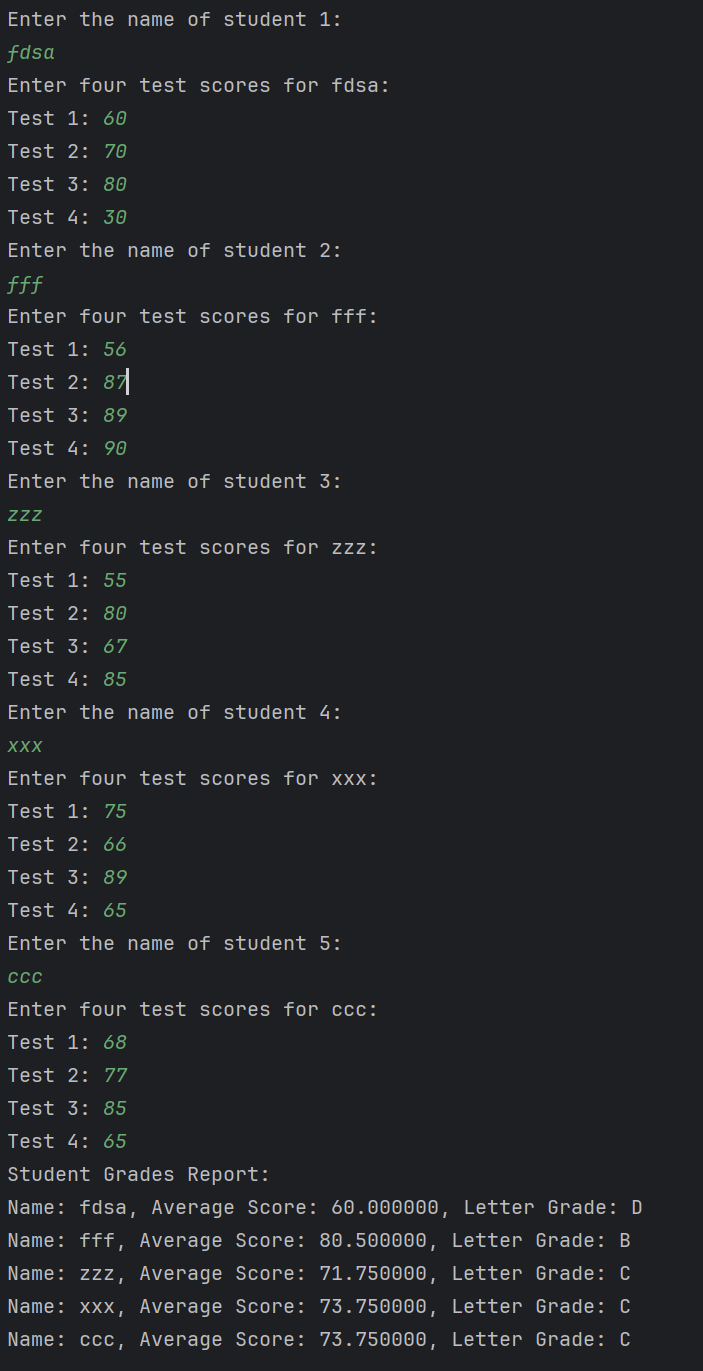 Enter the name of student 1:
fdsa
Enter four test scores for fdsa:
Test 1: 60
Test 2: 70
Test 3: 80
Test 4: 30
Enter the name of student 2:
fff
Enter four test scores for fff:
Test 1: 56
Test 2: 87
Test 3: 89
Test 4: 90
Enter the name of student 3:
zzz
Enter four test scores for zzz:
Test 1: 55
Test 2: 80
Test 3: 67
Test 4: 85
Enter the name of student 4:
xxx
Enter four test scores for xxx:
Test 1: 75
Test 2: 66
Test 3: 89
Test 4: 65
Enter the name of student 5:
ccc
Enter four test scores for ccc:
Test 1: 68
Test 2: 77
Test 3: 85
Test 4: 65
Student Grades Report:
Name: fdsa, Average Score: 60.000000, Letter Grade: D
Name: fff, Average Score: 80.500000, Letter Grade: B
Name: zzz, Average Score: 71.750000, Letter Grade: C
Name: xxx, Average Score: 73.750000, Letter Grade: C
Name: ccc, Average Score: 73.750000, Letter Grade: C